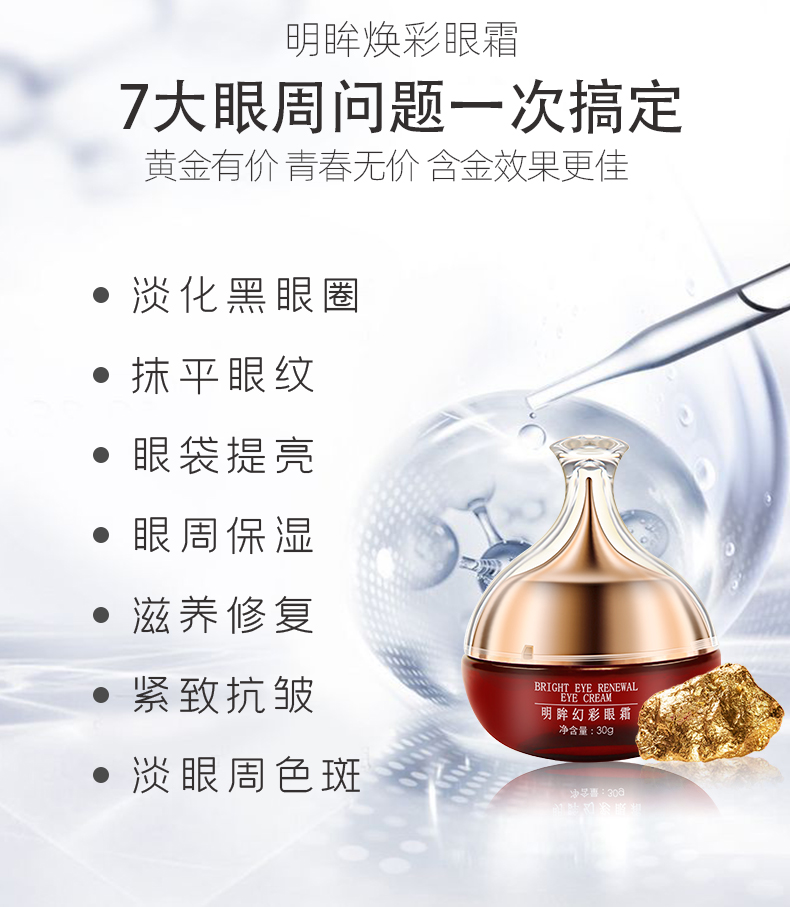 明眸焕彩眼霜
7大眼周问题一次搞定
黄金有价 青春无价 含金效果更佳
淡化黑眼圈
抹平眼纹
眼袋提亮
眼周保湿
滋养修复
紧致抗皱
淡眼周色斑
BRIGHT EYE RENEWAL
EYE CREAM
明眸幻彩眼霜
净含量：30g